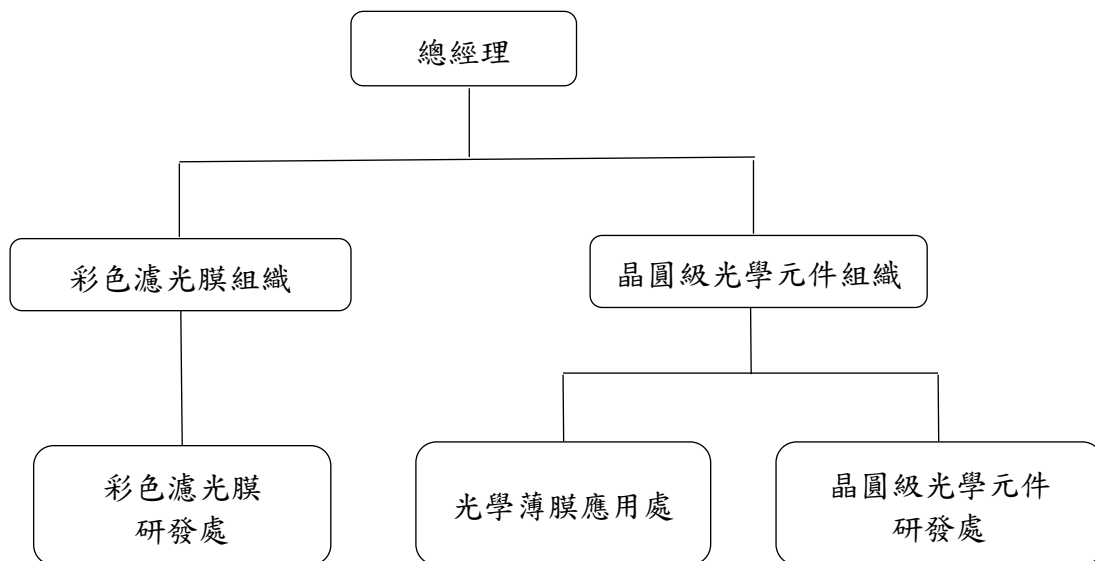 總經理
彩色濾光膜組織
晶圓級光學元件組織
彩色濾光膜
研發處
光學薄膜應用處
晶圓級光學元件
研發處